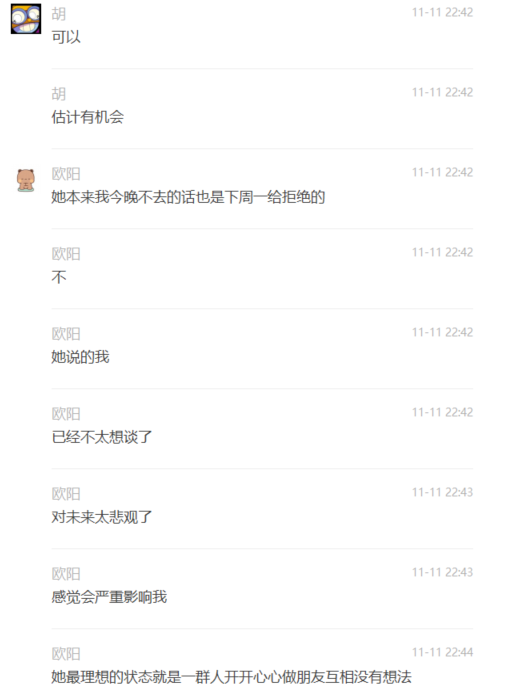 胡
11-11 22:42
可以
胡
11-11 22:42
估计有机会
欧阳
11-11 22:42
她本来我今晚不去的话也是下周一给拒绝的
欧阳
11-11 22:42
不
欧阳
11-11 22:42
她说的我
欧阳
11-11 22:42
已经不太想谈了
欧阳
11-11 22:43
对未来太悲观了
欧阳
11-11 22:43
感觉会严重影响我
欧阳
11-11 22:44
她最理想的状态就是一群人开开心心做朋友互相没有想法